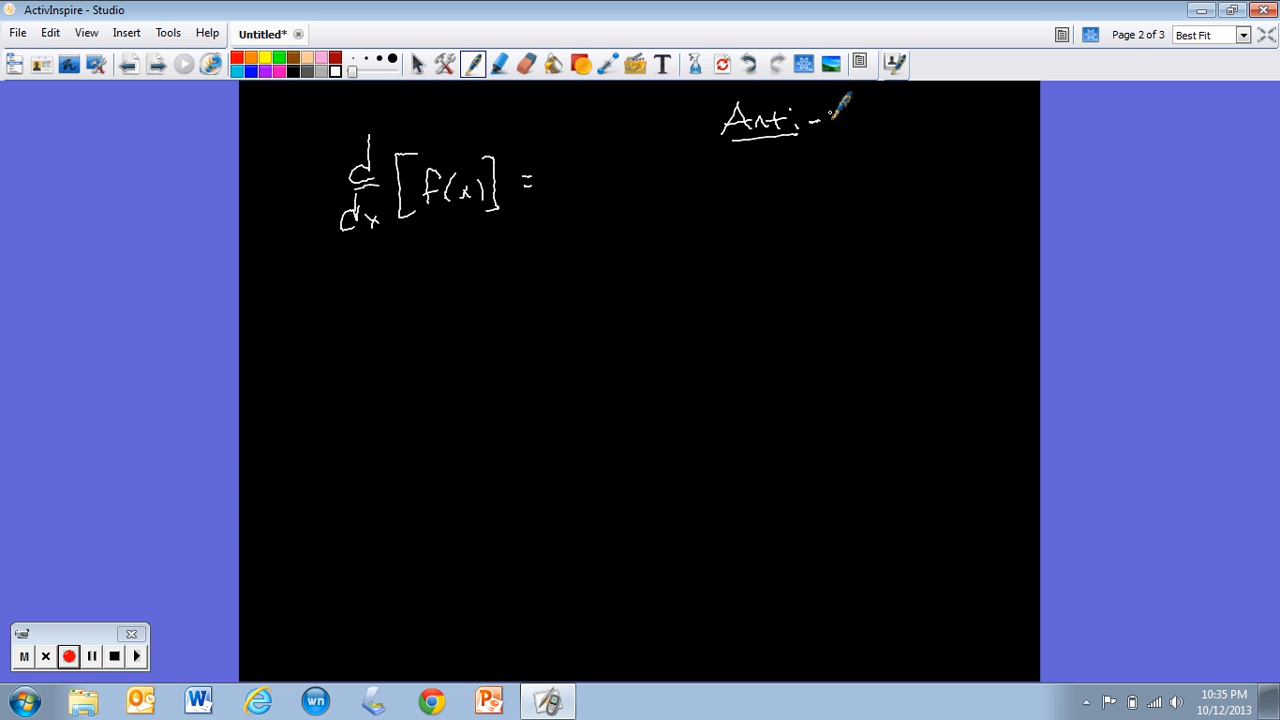 ActivInspire - Studio
File Edit View Insert Tools Help Untitled* Page 2 of 3 Best Fit
Anti-
d/dx [f(x)] =
M
W wn P
10:35 PM
10/12/2013